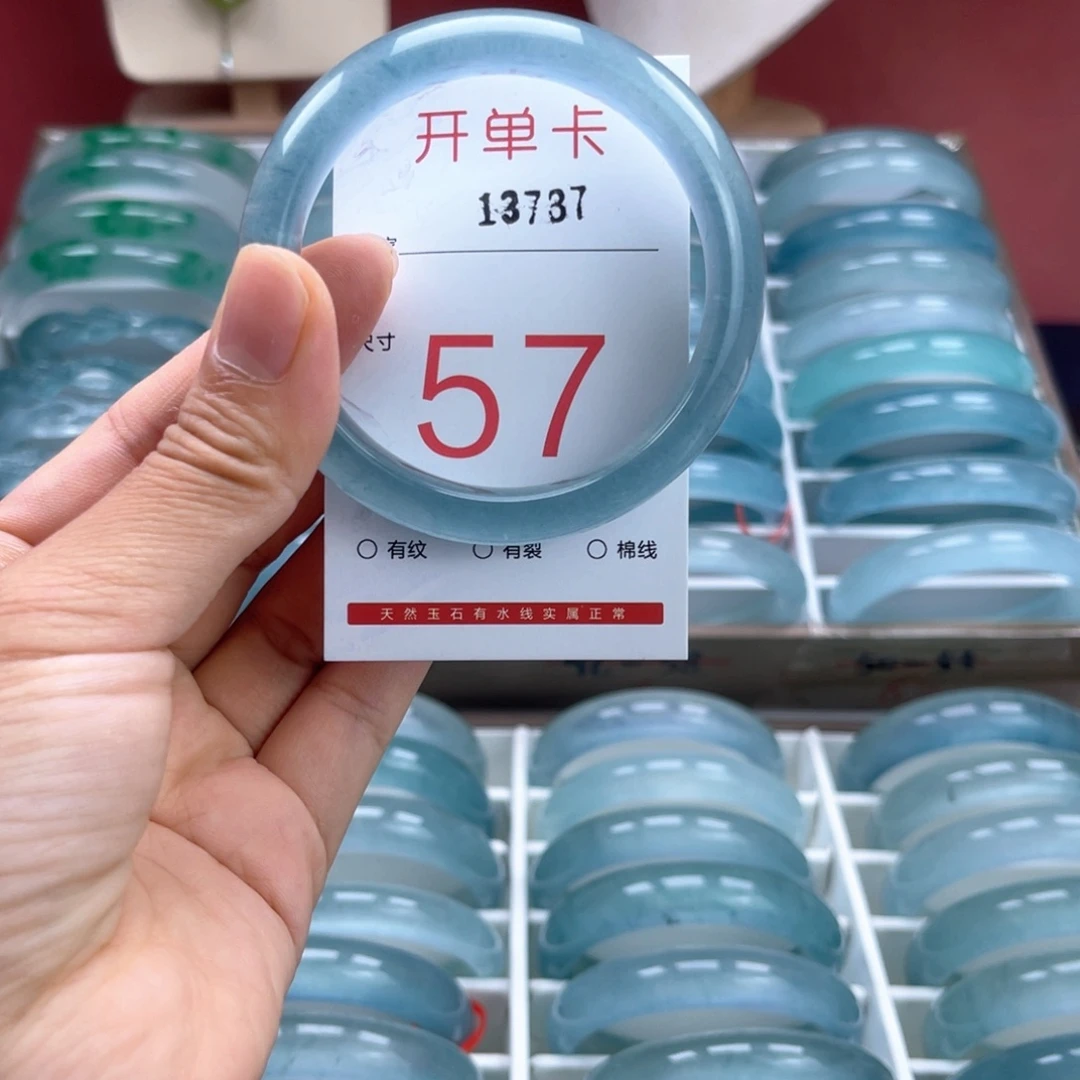 开单卡
13737
尺寸
57
○ 有纹 ○ 有裂 ○ 棉线
天然玉石有水线实属正常